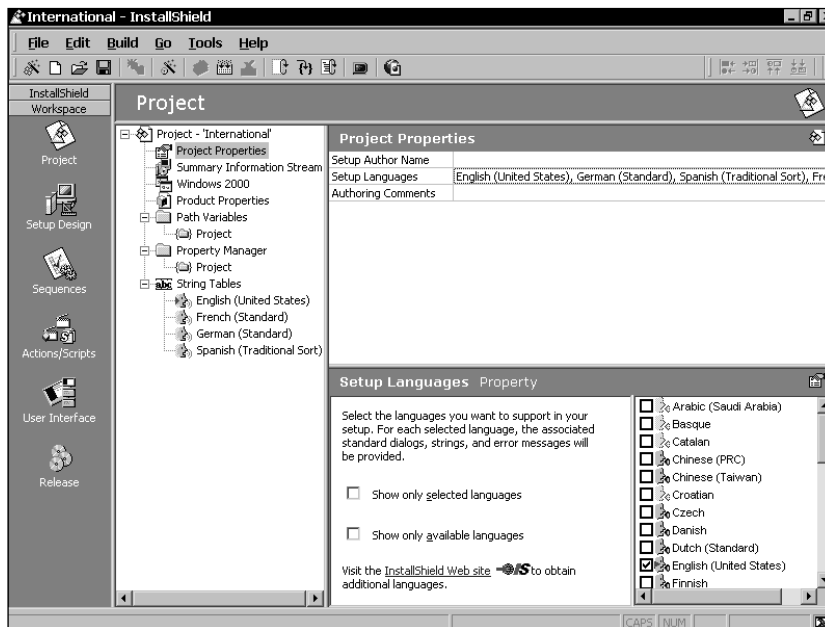 International - InstallShield
File Edit Build Go Tools Help
InstallShield
Workspace
Project
Setup Design
Sequences
Actions/Scripts
User Interface
Release
Project
Project - 'International'
Project Properties
Summary Information Stream
Windows 2000
Product Properties
Path Variables
Project
Property Manager
Project
abc String Tables
English (United States)
French (Standard)
German (Standard)
Spanish (Traditional Sort)
Project Properties
Setup Author Name
Setup Languages English (United States), German (Standard), Spanish (Traditional Sort), Fre
Authoring Comments
Setup Languages Property
Select the languages you want to support in your
setup. For each selected language, the associated
standard dialogs, strings, and error messages will
be provided.
Show only selected languages
Show only available languages
Visit the InstallShield Web site IS to obtain
additional languages.
Arabic (Saudi Arabia)
Basque
Catalan
Chinese (PRC)
Chinese (Taiwan)
Croatian
Czech
Danish
Dutch (Standard)
English (United States)
Finnish
CAPS NUM